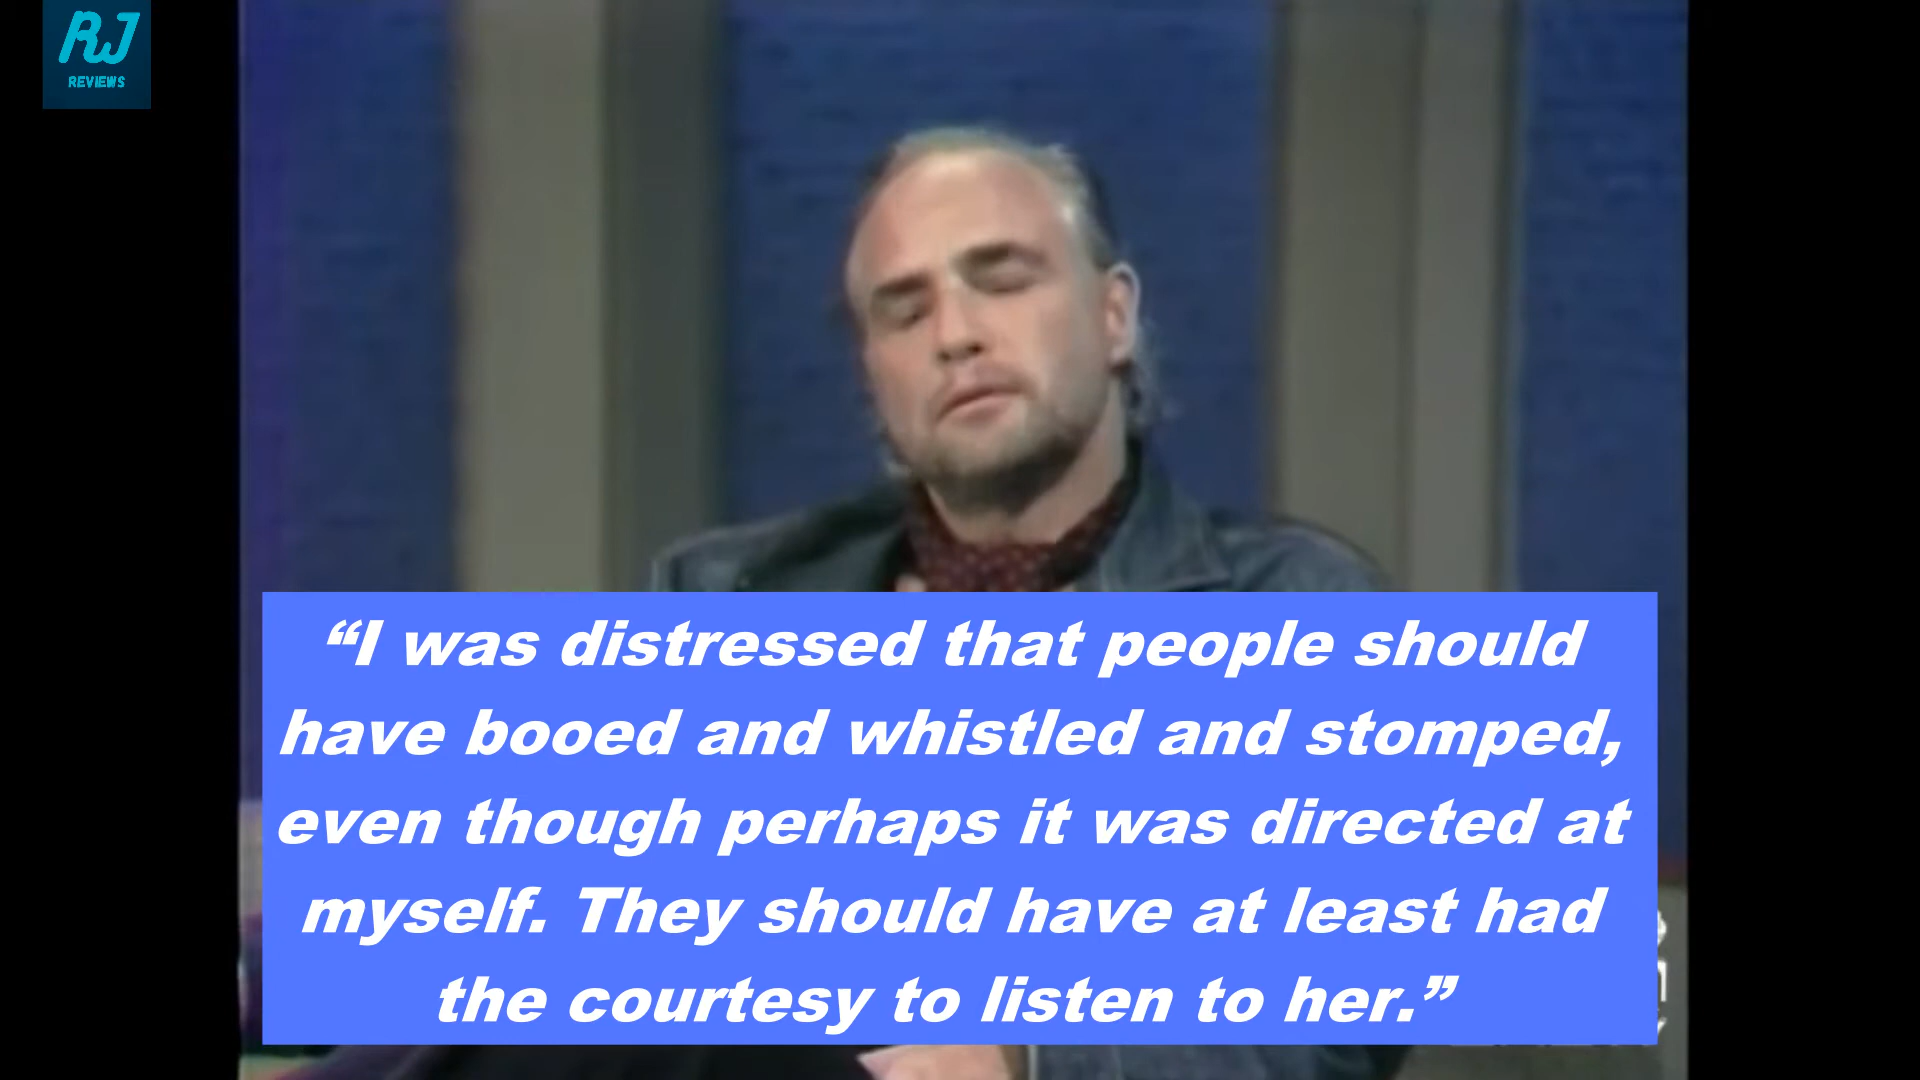 RJ
REVIEWS
“I was distressed that people should
have booed and whistled and stomped,
even though perhaps it was directed at
myself. They should have at least had
the courtesy to listen to her.”